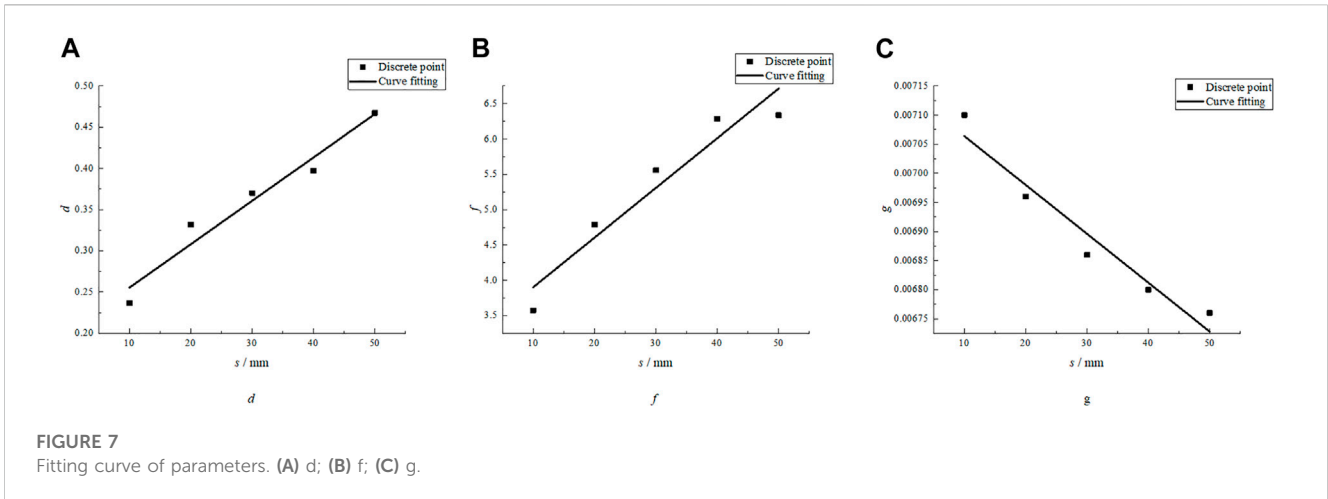 A
Discrete point
Curve fitting
0.50
0.45
0.40
0.35
0.30
0.25
0.20
d
10 20 30 40 50
s / mm
d
B
Discrete point
Curve fitting
6.5
6.0
5.5
5.0
4.5
4.0
3.5
f
10 20 30 40 50
s / mm
f
C
Discrete point
Curve fitting
0.00715
0.00710
0.00705
0.00700
0.00695
0.00690
0.00685
0.00680
0.00675
g
10 20 30 40 50
s / mm
g
FIGURE 7
Fitting curve of parameters. (A) d; (B) f; (C) g.